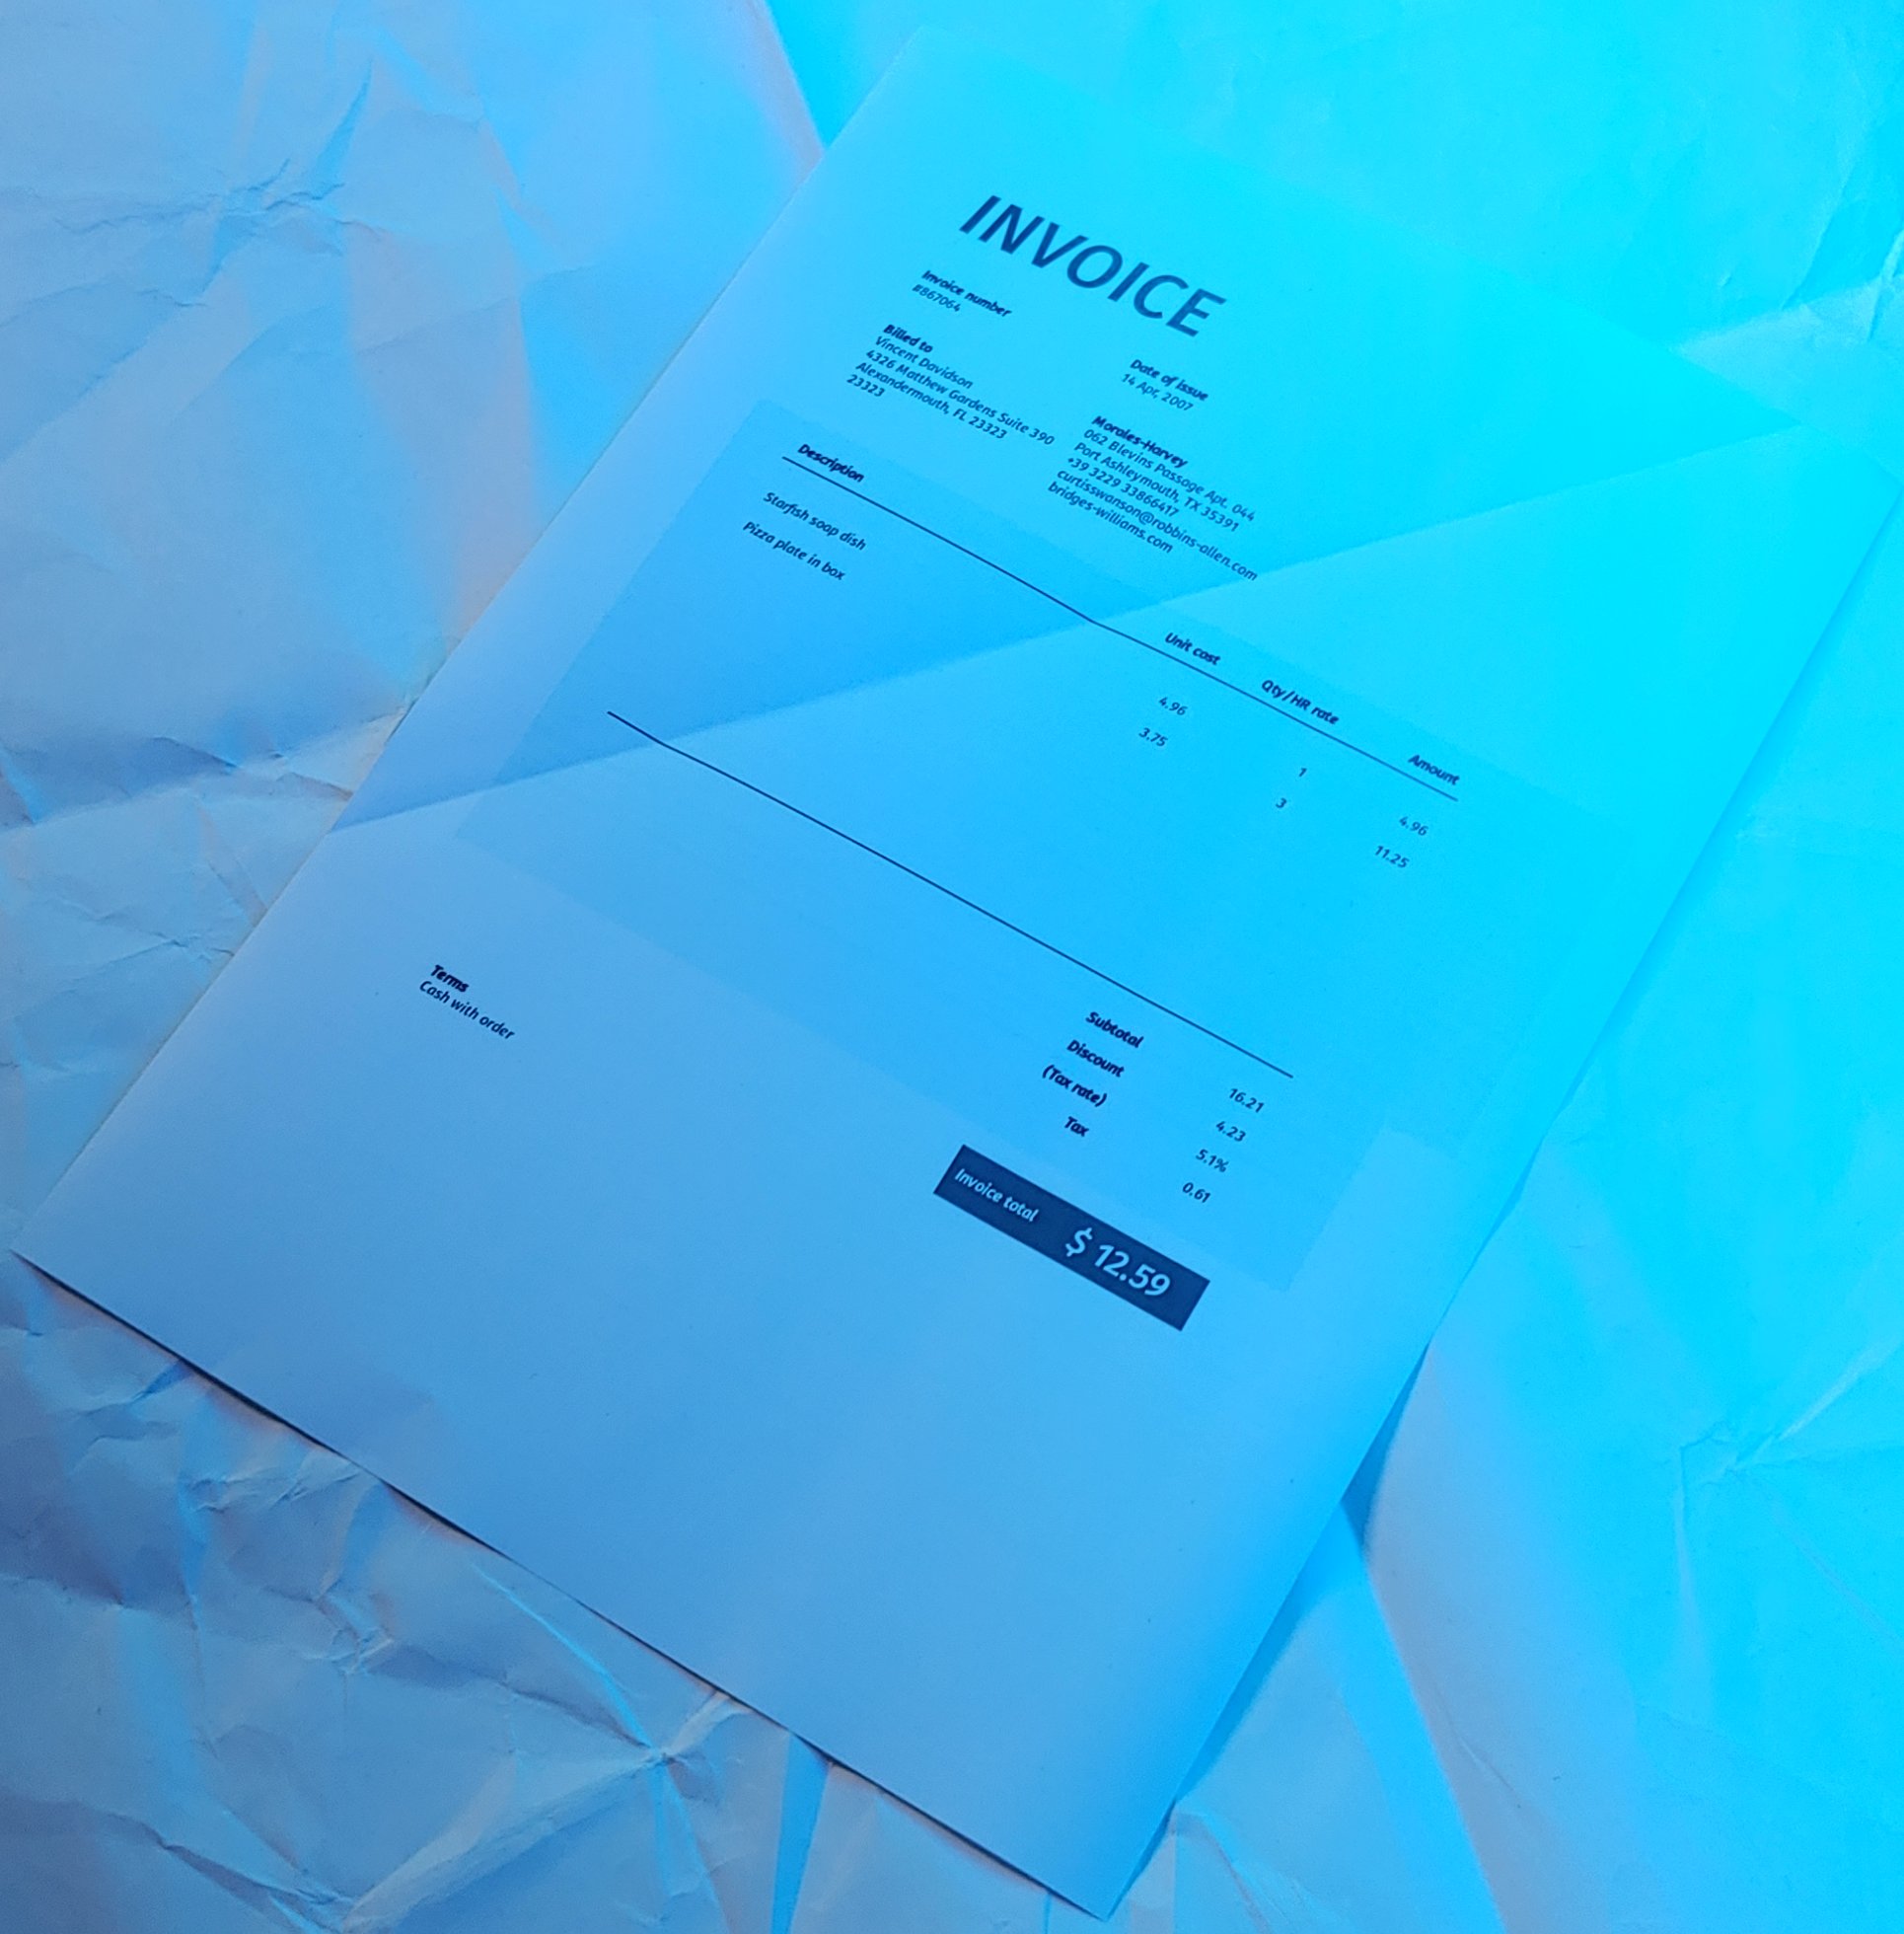 INVOICE
Invoice number
#867064
Date of issue
14 Apr, 2007
Billed to
Vincent Davidson
4326 Matthew Gardens Suite 390
Alexandermouth, FL 23323
23323
Morales-Harvey
062 Blevins Passage Apt. 044
Port Ashleymouth, TX 35391
+39 3229 33866417
curtisswanson@robbins-allen.com
bridges-williams.com
Description Unit cost Qty/HR rate Amount
Starfish soap dish 4.96 1 4.96
Pizza plate in box 3.75 3 11.25
Subtotal 16.21
Discount 4.23
(Tax rate) 5.1%
Tax 0.61
Invoice total $ 12.59
Terms
Cash with order